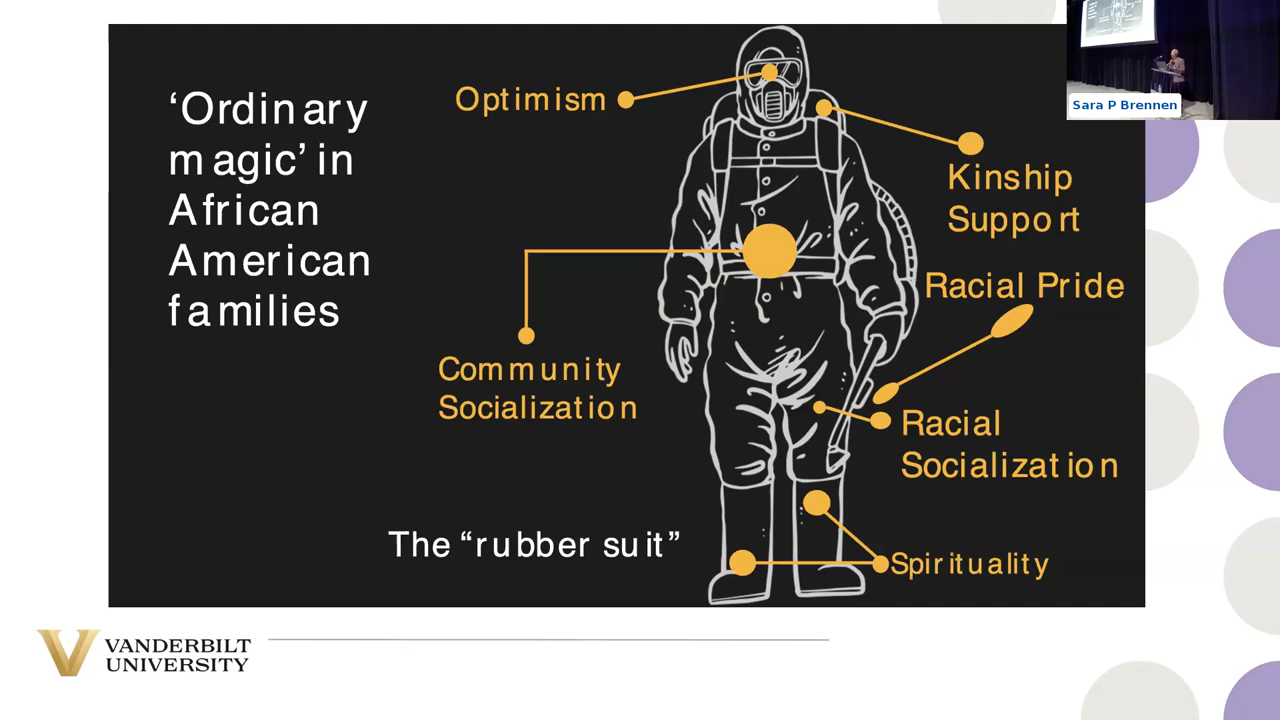 ‘Ordinary
magic’ in
African
American
families
Optimism
Kinship
Support
Racial Pride
Community
Socialization
Racial
Socialization
The “rubber suit”
Spirituality
Sara P Brennen
VANDERBILT
UNIVERSITY